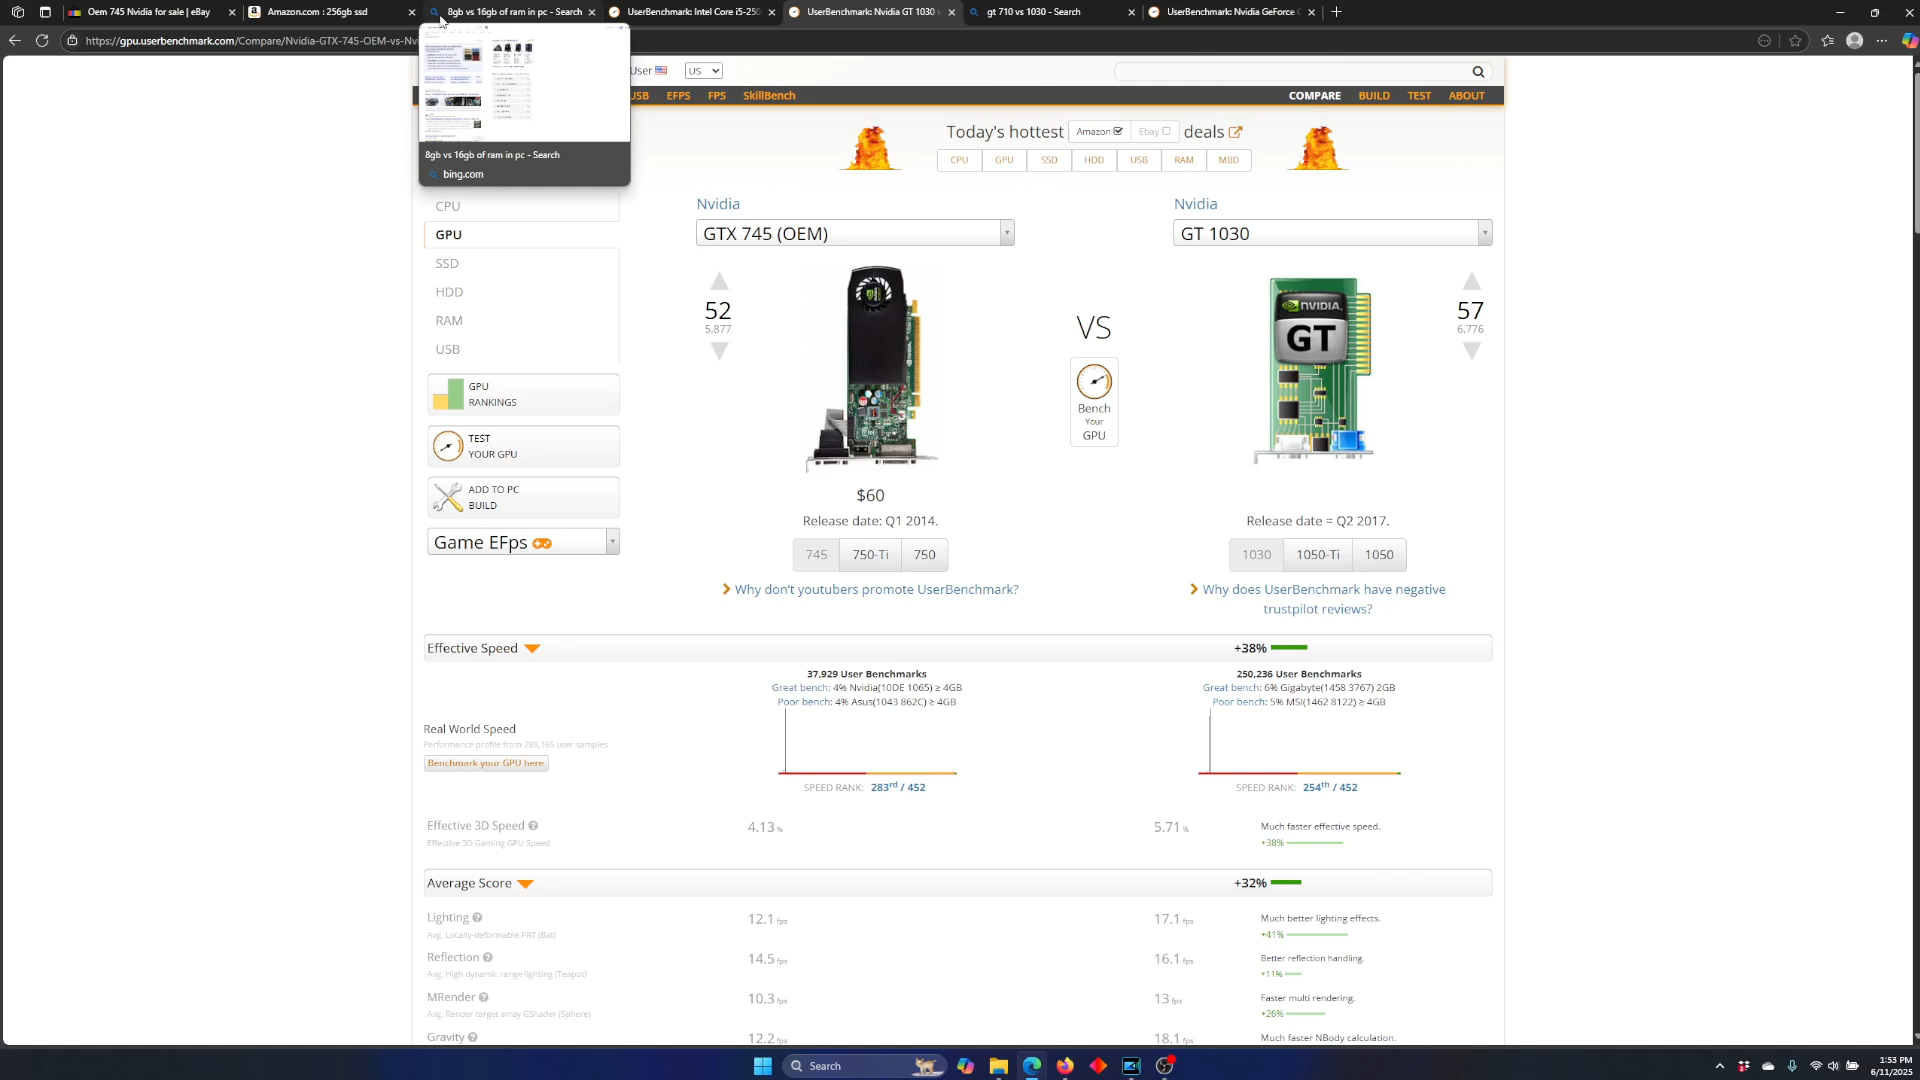 Oem 745 Nvidia for sale | eBay
Amazon.com : 256gb ssd
8gb vs 16gb of ram in pc - Search
UserBenchmark: Intel Core i5-250
UserBenchmark: Nvidia GT 1030 v
gt 710 vs 1030 - Search
UserBenchmark: Nvidia GeForce
https://gpu.userbenchmark.com/Compare/Nvidia-GTX-745-OEM-vs-Nvi
8gb vs 16gb of ram in pc - Search
bing.com
User
US
USB
EFPS
FPS
SkillBench
COMPARE
BUILD
TEST
ABOUT
Today's hottest
Amazon
Ebay
deals
CPU
GPU
SSD
HDD
USB
RAM
MBD
CPU
GPU
SSD
HDD
RAM
USB
GPU
RANKINGS
TEST
YOUR GPU
ADD TO PC
BUILD
Game EFps
Nvidia
GTX 745 (OEM)
Nvidia
GT 1030
52
5,877
VS
Bench
Your
GPU
NVIDIA
GT
57
6,776
$60
Release date: Q1 2014.
Release date = Q2 2017.
745
750-Ti
750
1030
1050-Ti
1050
Why don't youtubers promote UserBenchmark?
Why does UserBenchmark have negative
trustpilot reviews?
Effective Speed
+38%
37,929 User Benchmarks
Great bench: 4% Nvidia(10DE 1065) ≥ 4GB
Poor bench: 4% Asus(1043 862C) ≥ 4GB
250,236 User Benchmarks
Great bench: 6% Gigabyte(1458 3767) 2GB
Poor bench: 5% MSI(1462 8122) ≥ 4GB
Real World Speed
Performance profile from 288,165 user samples
Benchmark your GPU here
SPEED RANK: 283rd / 452
SPEED RANK: 254th / 452
Effective 3D Speed
Effective 3D Gaming GPU Speed
4.13 %
5.71 %
Much faster effective speed.
+38%
Average Score
+32%
Lighting
Avg. Locally-deformable PRT (Bat)
12.1 fps
17.1 fps
Much better lighting effects.
+41%
Reflection
Avg. High dynamic range lighting (Teapot)
14.5 fps
16.1 fps
Better reflection handling.
+11%
MRender
Avg. Render target array GShader (Sphere)
10.3 fps
13 fps
Faster multi rendering.
+26%
Gravity
12.2 fps
18.1 fps
Much faster NBody calculation.
Search
1:53 PM
6/11/2025